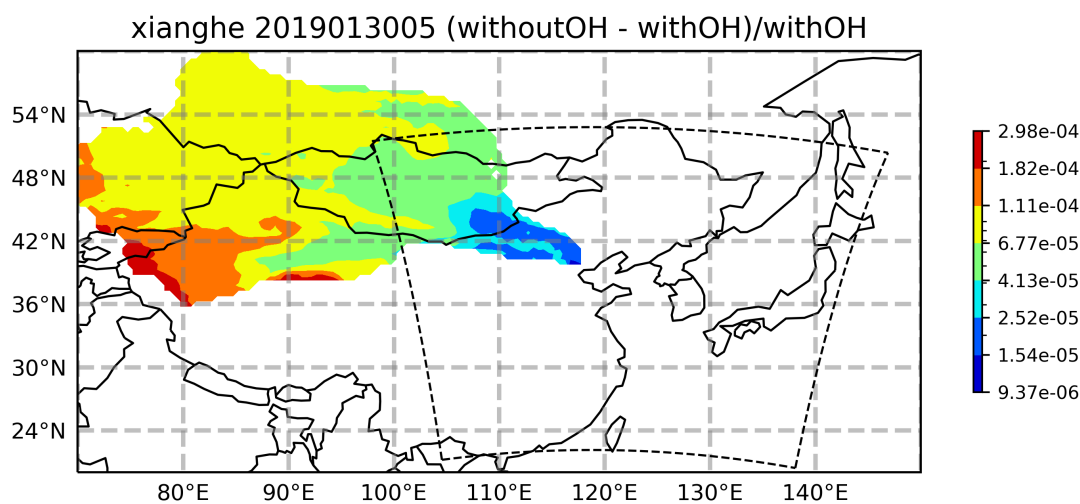 xianghe 2019013005 (withoutOH - withOH)/withOH
54°N
48°N
42°N
36°N
30°N
24°N
80°E
90°E
100°E
110°E
120°E
130°E
140°E
2.98e-04
1.82e-04
1.11e-04
6.77e-05
4.13e-05
2.52e-05
1.54e-05
9.37e-06